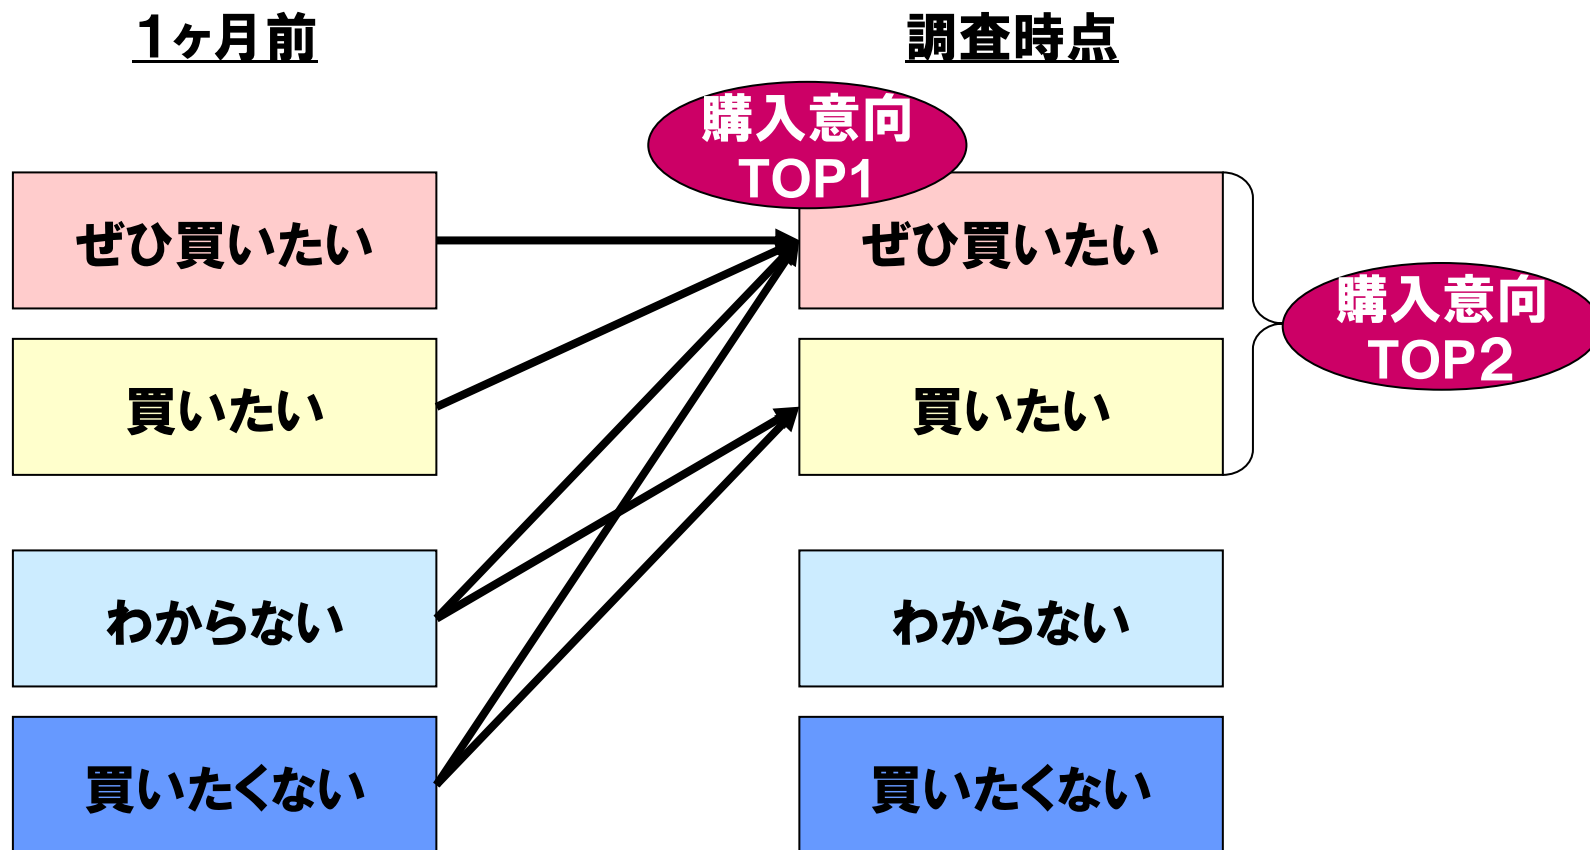 1ヶ月前
調査時点
購入意向
TOP1
ぜひ買いたい
ぜひ買いたい
購入意向
TOP2
買いたい
買いたい
わからない
わからない
買いたくない
買いたくない